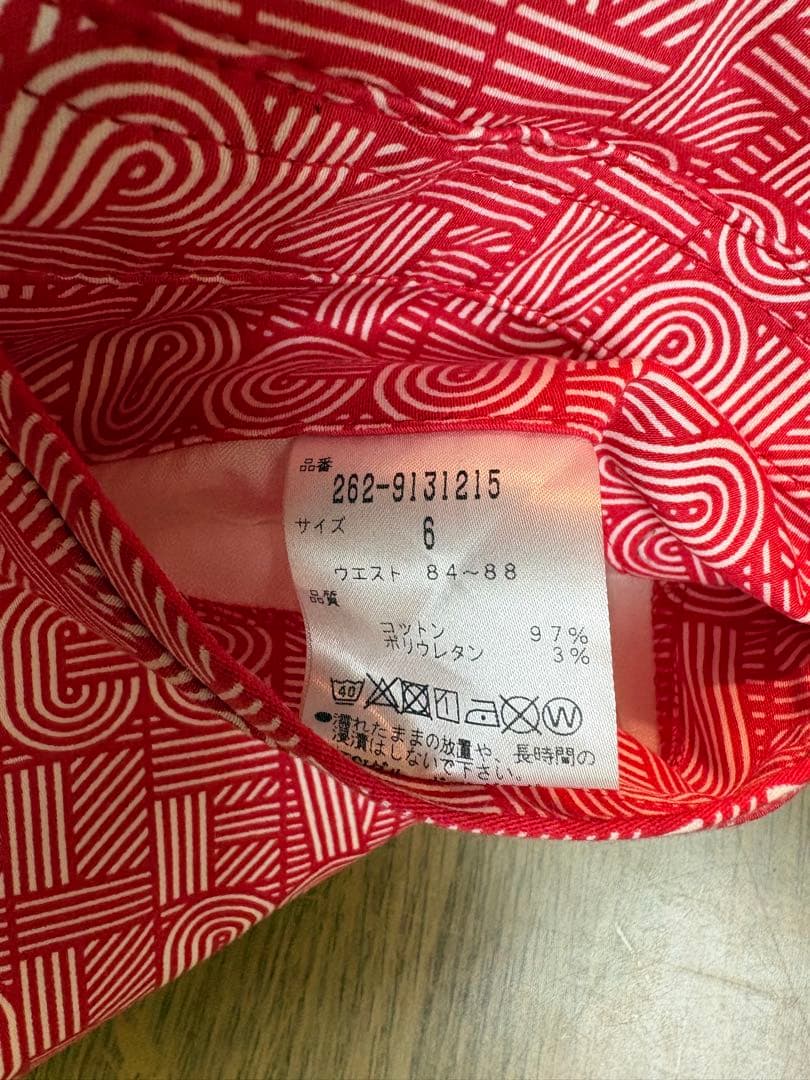 品番
262-9131215
サイズ 6
ウエスト 84~88
品質
コットン 97%
ポリウレタン 3%
40 W
●濡れたままの放置や、長時間の
浸漬はしないで下さい。